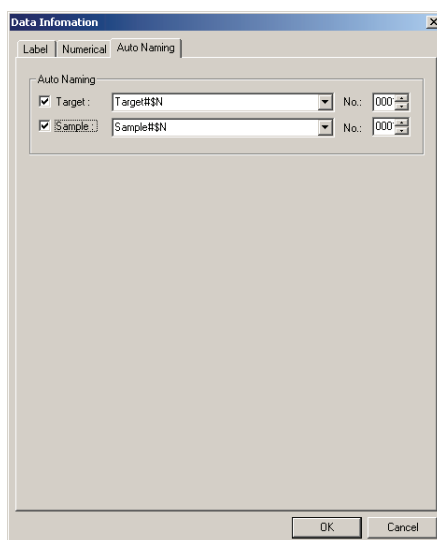 Data Infomation
Label Numerical Auto Naming
Auto Naming
Target : Target#$N No.: 000
Sample : Sample#$N No.: 000
OK Cancel